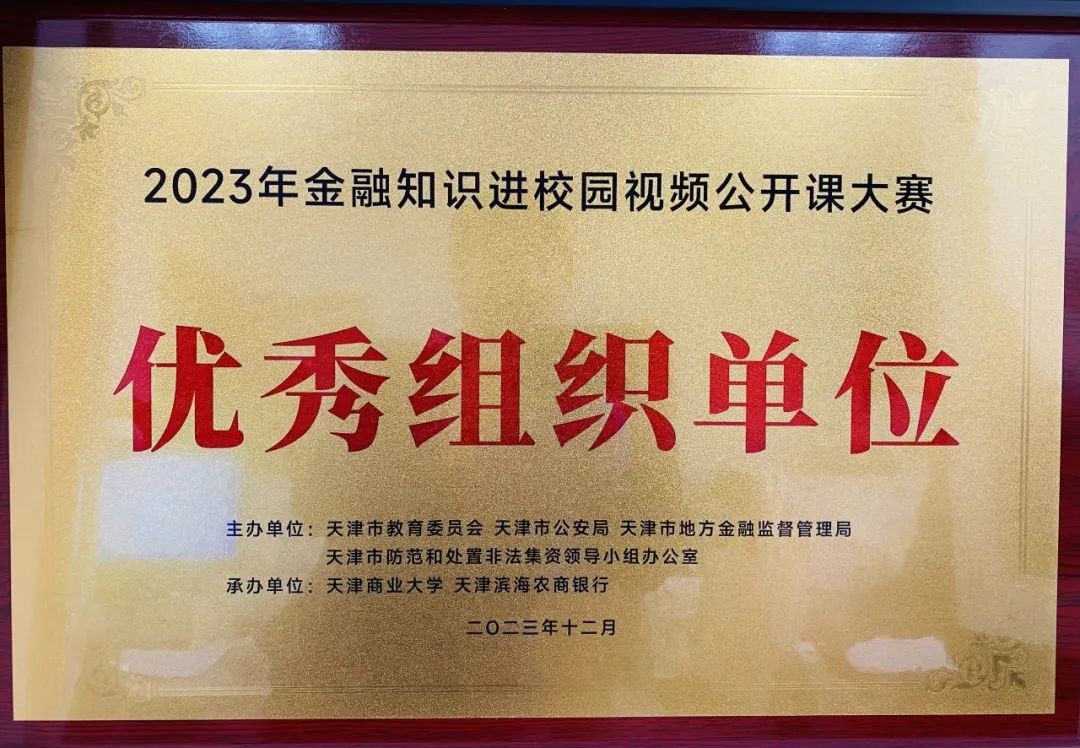 2023年金融知识进校园视频公开课大赛
优秀组织单位
主办单位：天津市教育委员会 天津市公安局 天津市地方金融监督管理局
天津市防范和处置非法集资领导小组办公室
承办单位：天津商业大学 天津滨海农商银行
二〇二三年十二月